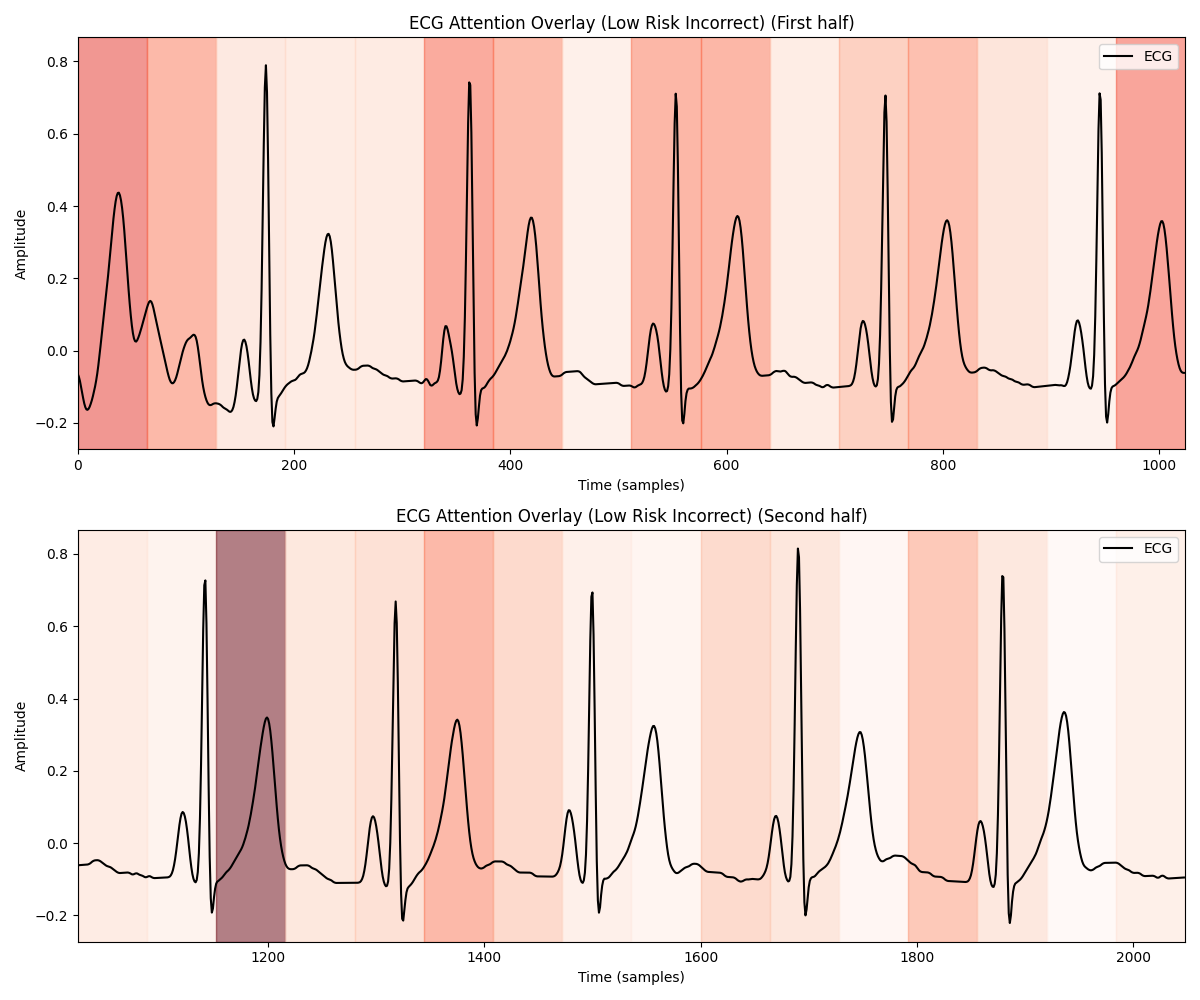 ECG Attention Overlay (Low Risk Incorrect) (First half)
ECG
Amplitude
0.8
0.6
0.4
0.2
0.0
−0.2
0 200 400 600 800 1000
Time (samples)
ECG Attention Overlay (Low Risk Incorrect) (Second half)
ECG
Amplitude
0.8
0.6
0.4
0.2
0.0
−0.2
1200 1400 1600 1800 2000
Time (samples)